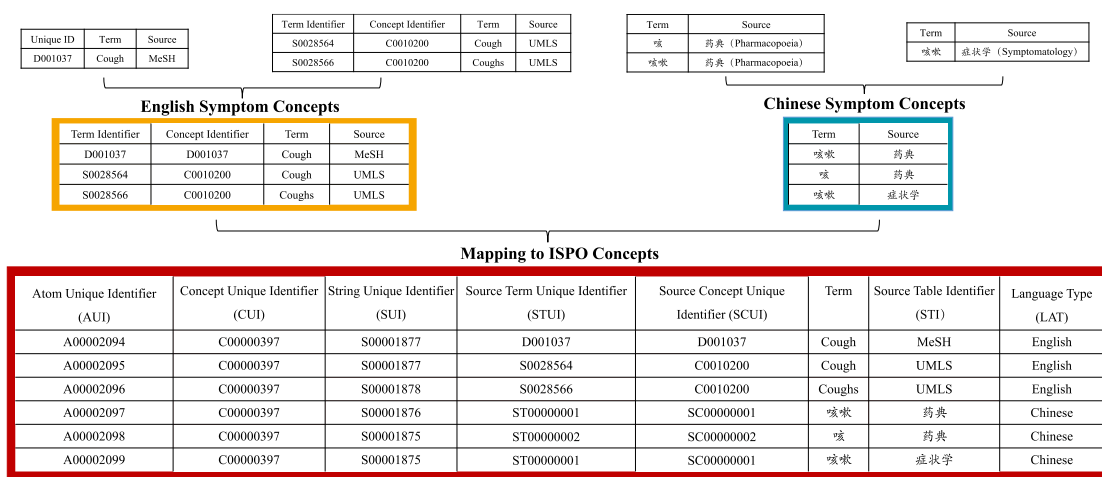 Unique ID Term Source
D001037 Cough MeSH
Term Identifier Concept Identifier Term Source
S0028564 C0010200 Cough UMLS
S0028566 C0010200 Coughs UMLS
Term Source
咳 药典（Pharmacopoeia）
咳嗽 药典（Pharmacopoeia）
Term Source
咳嗽 症状学（Symptomatology）
English Symptom Concepts
Chinese Symptom Concepts
Term Identifier Concept Identifier Term Source
D001037 D001037 Cough MeSH
S0028564 C0010200 Cough UMLS
S0028566 C0010200 Coughs UMLS
Term Source
咳嗽 药典
咳 药典
咳嗽 症状学
Mapping to ISPO Concepts
Atom Unique Identifier Concept Unique Identifier String Unique Identifier Source Term Unique Identifier Source Concept Unique Term Source Table Identifier Language Type
(AUI) (CUI) (SUI) (STUI) Identifier (SCUI) (STI) (LAT)
A00002094 C00000397 S00001877 D001037 D001037 Cough MeSH English
A00002095 C00000397 S00001877 S0028564 C0010200 Cough UMLS English
A00002096 C00000397 S00001878 S0028566 C0010200 Coughs UMLS English
A00002097 C00000397 S00001876 ST00000001 SC00000001 咳嗽 药典 Chinese
A00002098 C00000397 S00001875 ST00000002 SC00000002 咳 药典 Chinese
A00002099 C00000397 S00001875 ST00000001 SC00000001 咳嗽 症状学 Chinese